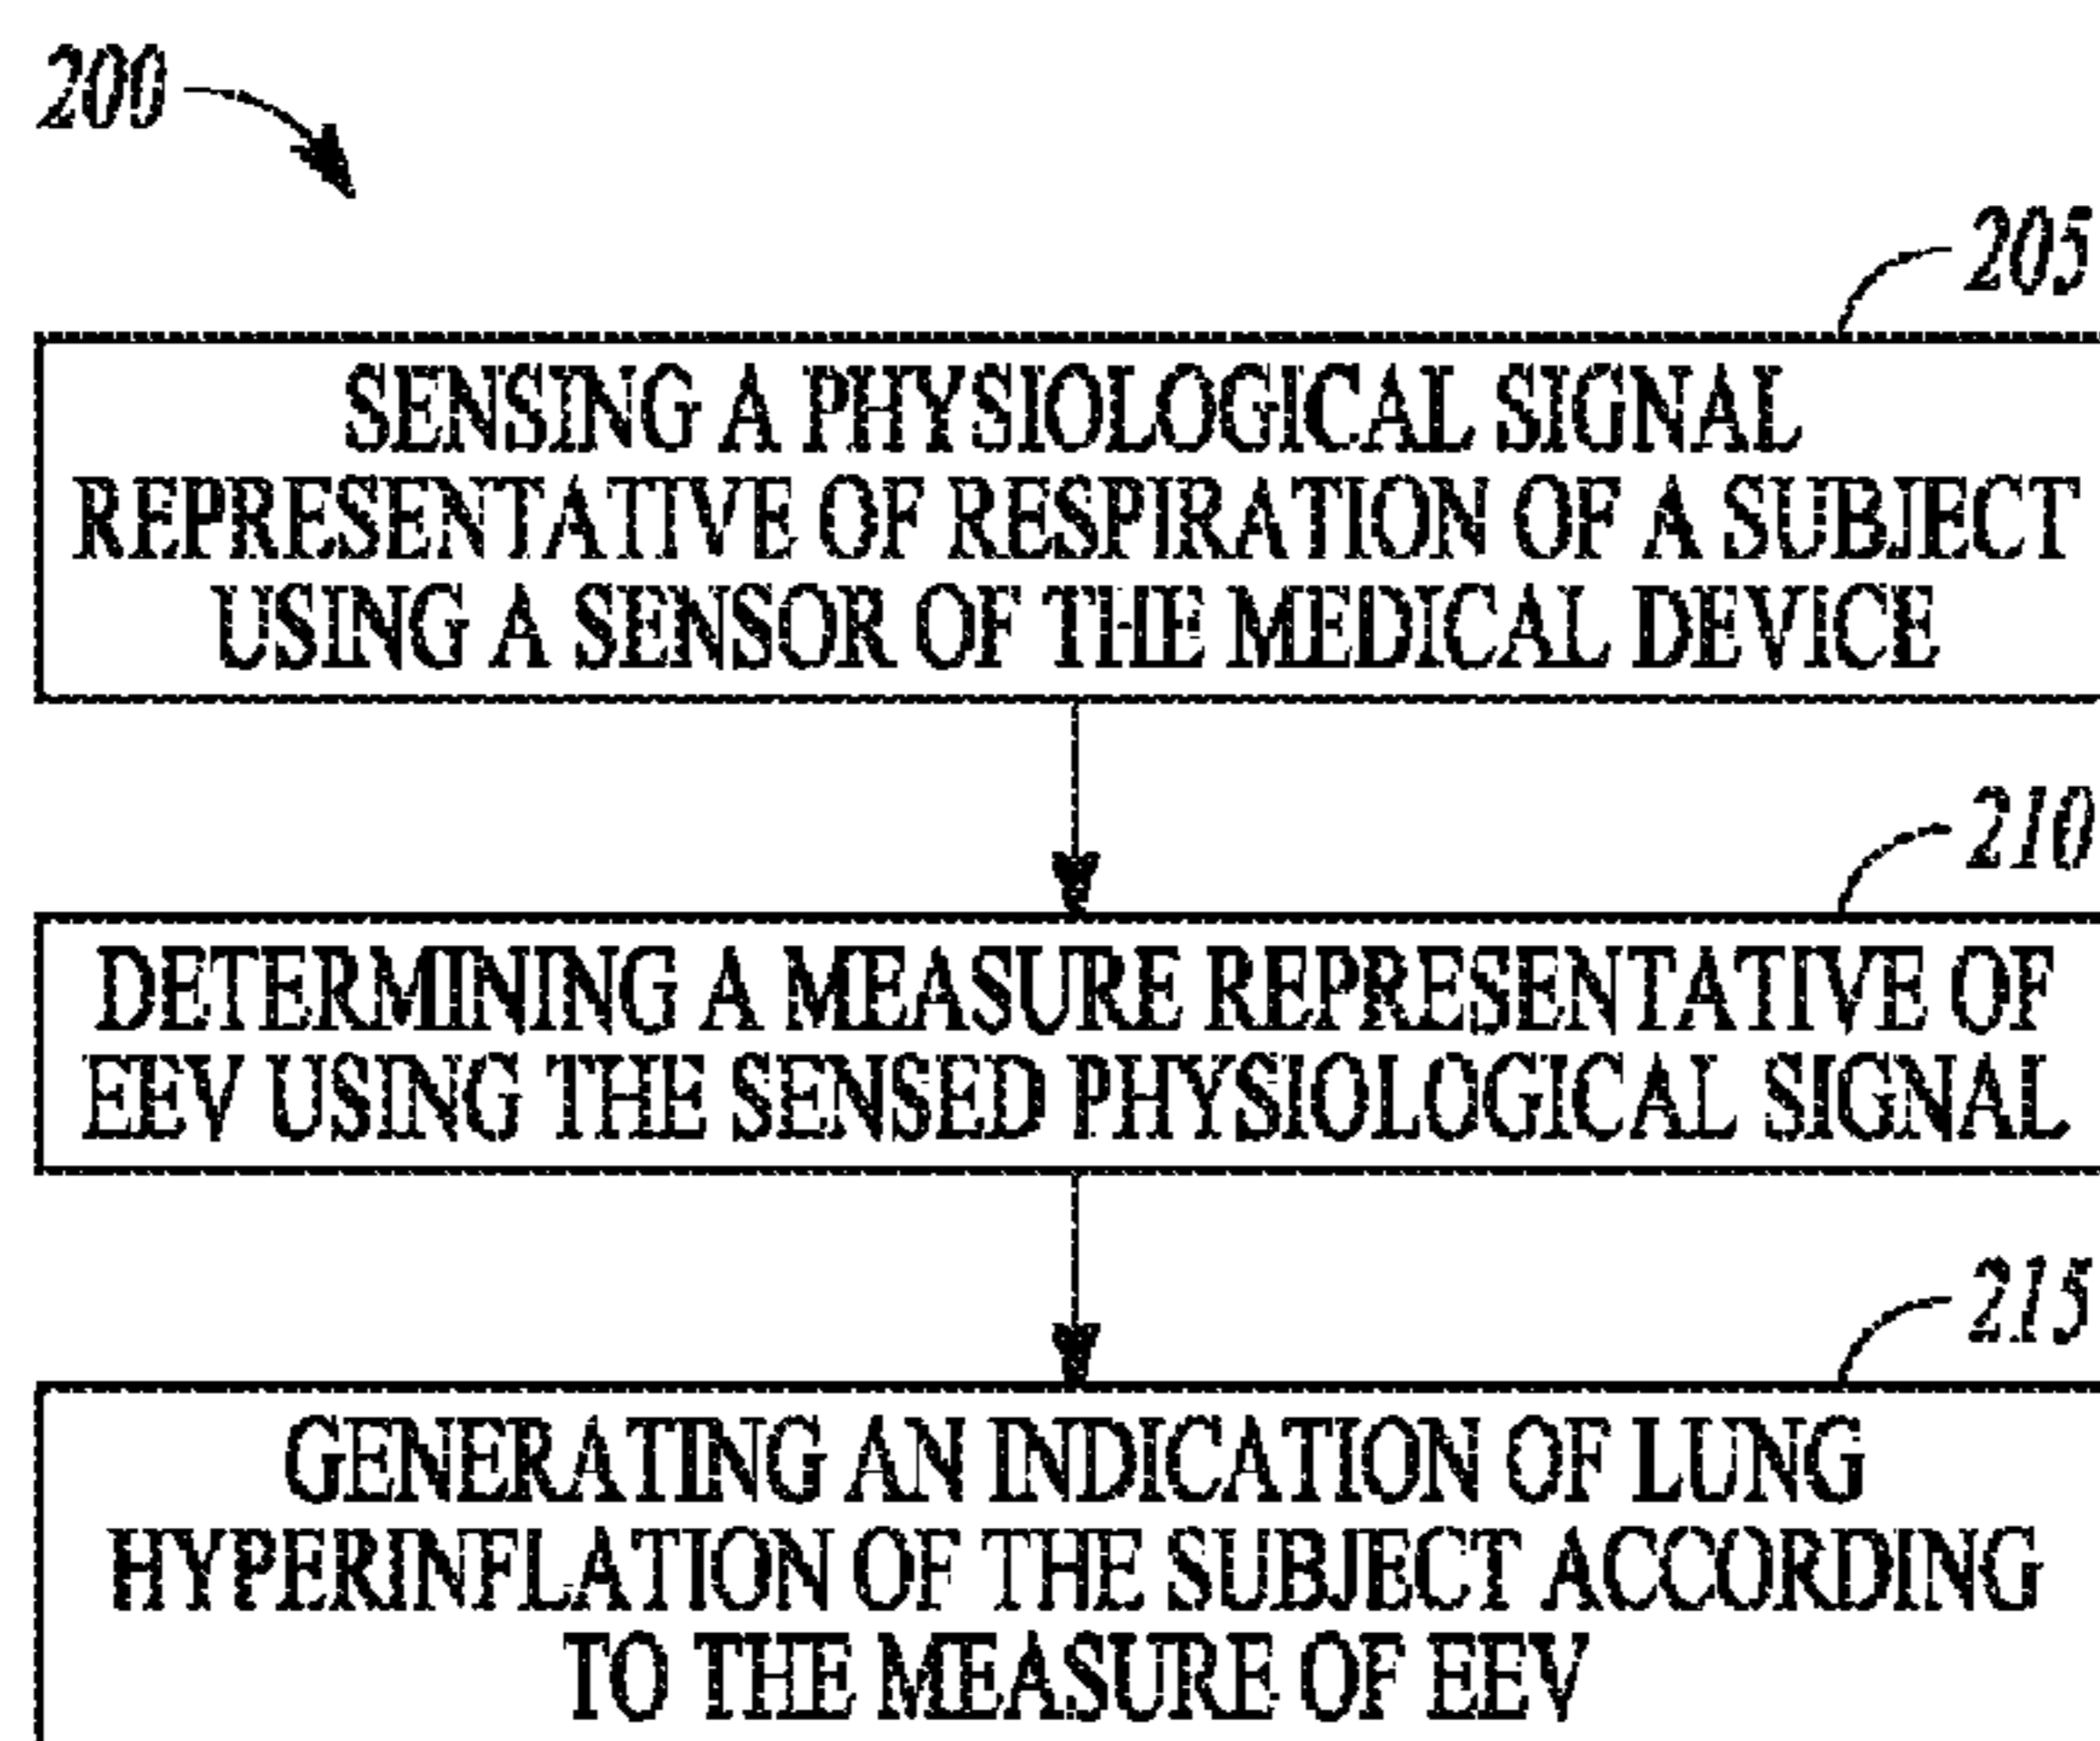 200
205
SENSING A PHYSIOLOGICAL SIGNAL
REPRESENTATIVE OF RESPIRATION OF A SUBJECT
USING A SENSOR OF THE MEDICAL DEVICE
210
DETERMINING A MEASURE REPRESENTATIVE OF
EEV USING THE SENSED PHYSIOLOGICAL SIGNAL
215
GENERATING AN INDICATION OF LUNG
HYPERINFLATION OF THE SUBJECT ACCORDING
TO THE MEASURE OF EEV